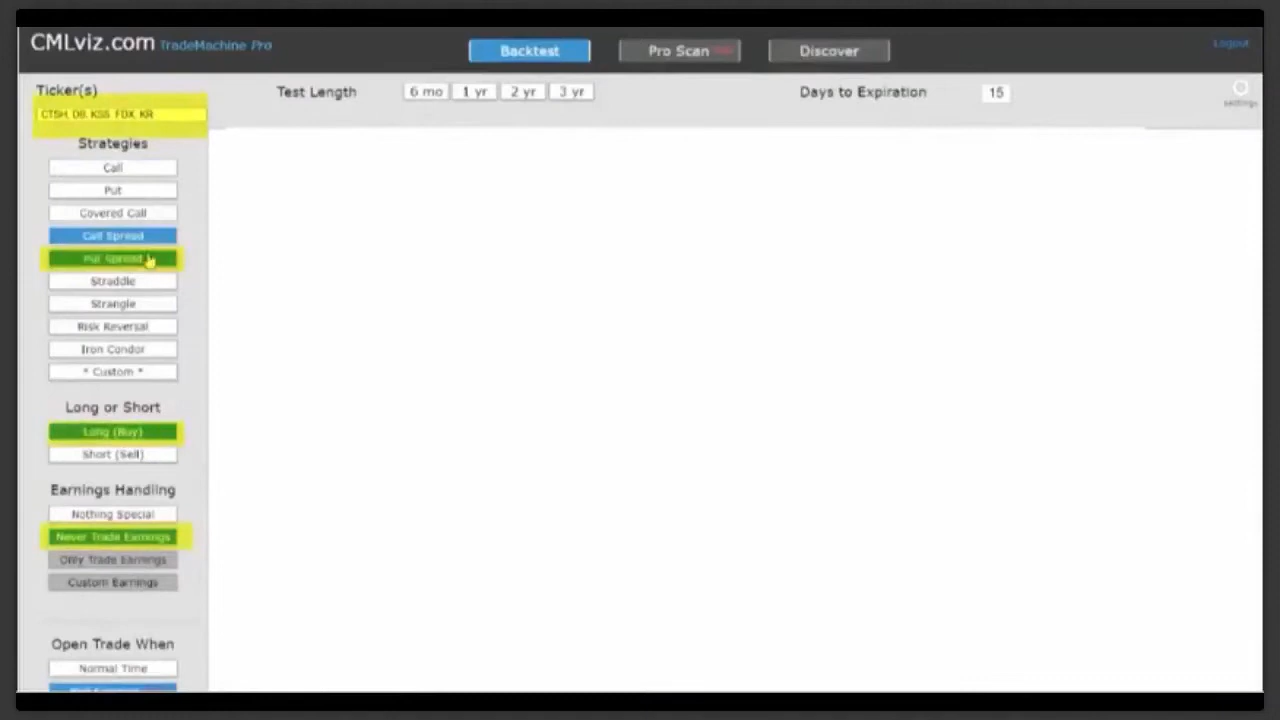 CMLviz.com TradeMachine Pro
Backtest
Pro Scan
Discover
Logout
Ticker(s)
CTSH, DB, KSS, FDX, KR
Test Length
6 mo
1 yr
2 yr
3 yr
Days to Expiration
15
settings
Strategies
Call
Put
Covered Call
Call Spread
Put Spread
Straddle
Strangle
Risk Reversal
Iron Condor
* Custom *
Long or Short
Long (Buy)
Short (Sell)
Earnings Handling
Nothing Special
Never Trade Earnings
Only Trade Earnings
Custom Earnings
Open Trade When
Normal Time